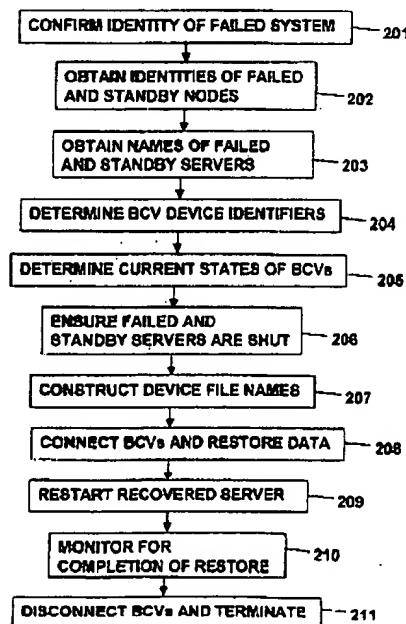 CONFIRM IDENTITY OF FAILED SYSTEM
201
OBTAIN IDENTITIES OF FAILED
AND STANDBY NODES
202
OBTAIN NAMES OF FAILED
AND STANDBY SERVERS
203
DETERMINE BCV DEVICE IDENTIFIERS
204
DETERMINE CURRENT STATES OF BCVs
205
ENSURE FAILED AND
STANDBY SERVERS ARE SHUT
206
CONSTRUCT DEVICE FILE NAMES
207
CONNECT BCVs AND RESTORE DATA
208
RESTART RECOVERED SERVER
209
MONITOR FOR
COMPLETION OF RESTORE
210
DISCONNECT BCVs AND TERMINATE
211